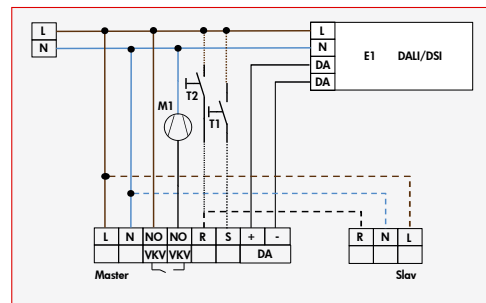 L
N
L
N
DA
DA
E1 DALI/DSI
T2
M1
T1
L N NO NO R S + -
VKV VKV DA
R N L
Master
Slav